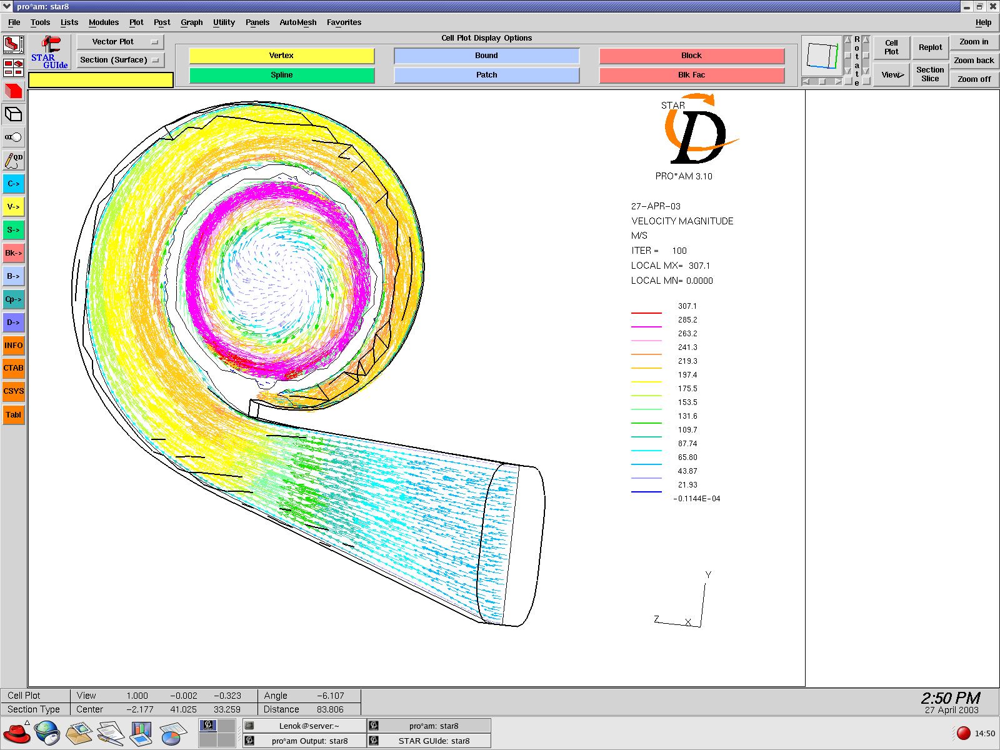 pro*am: star8
File Tools Lists Modules Plot Post Graph Utility Panels AutoMesh Favorites Help
STAR
GUIde
Vector Plot
Section (Surface)
Cell Plot Display Options
Vertex Bound Block
Spline Patch Blk Fac
Rotate
Cell
Plot
Replot
Zoom in
Zoom back
View>
Section
Slice
Zoom off
QD
C->
V->
S->
Bk->
B->
Cp->
D->
INFO
CTAB
CSYS
Tabl
STAR
D
PRO*AM 3.10
27-APR-03
VELOCITY MAGNITUDE
M/S
ITER = 100
LOCAL MX= 307.1
LOCAL MN= 0.0000
307.1
285.2
263.2
241.3
219.3
197.4
175.5
153.5
131.6
109.7
87.74
65.80
43.87
21.93
-0.1144E-04
Y
Z X
Cell Plot View 1.000 -0.002 -0.323 Angle -6.107
Section Type Center -2.177 41.025 33.259 Distance 83.806
2:50 PM
27 April 2003
Lenok@server:~ pro*am: star8
pro*am Output: star8 STAR GUIde: star8
14:50